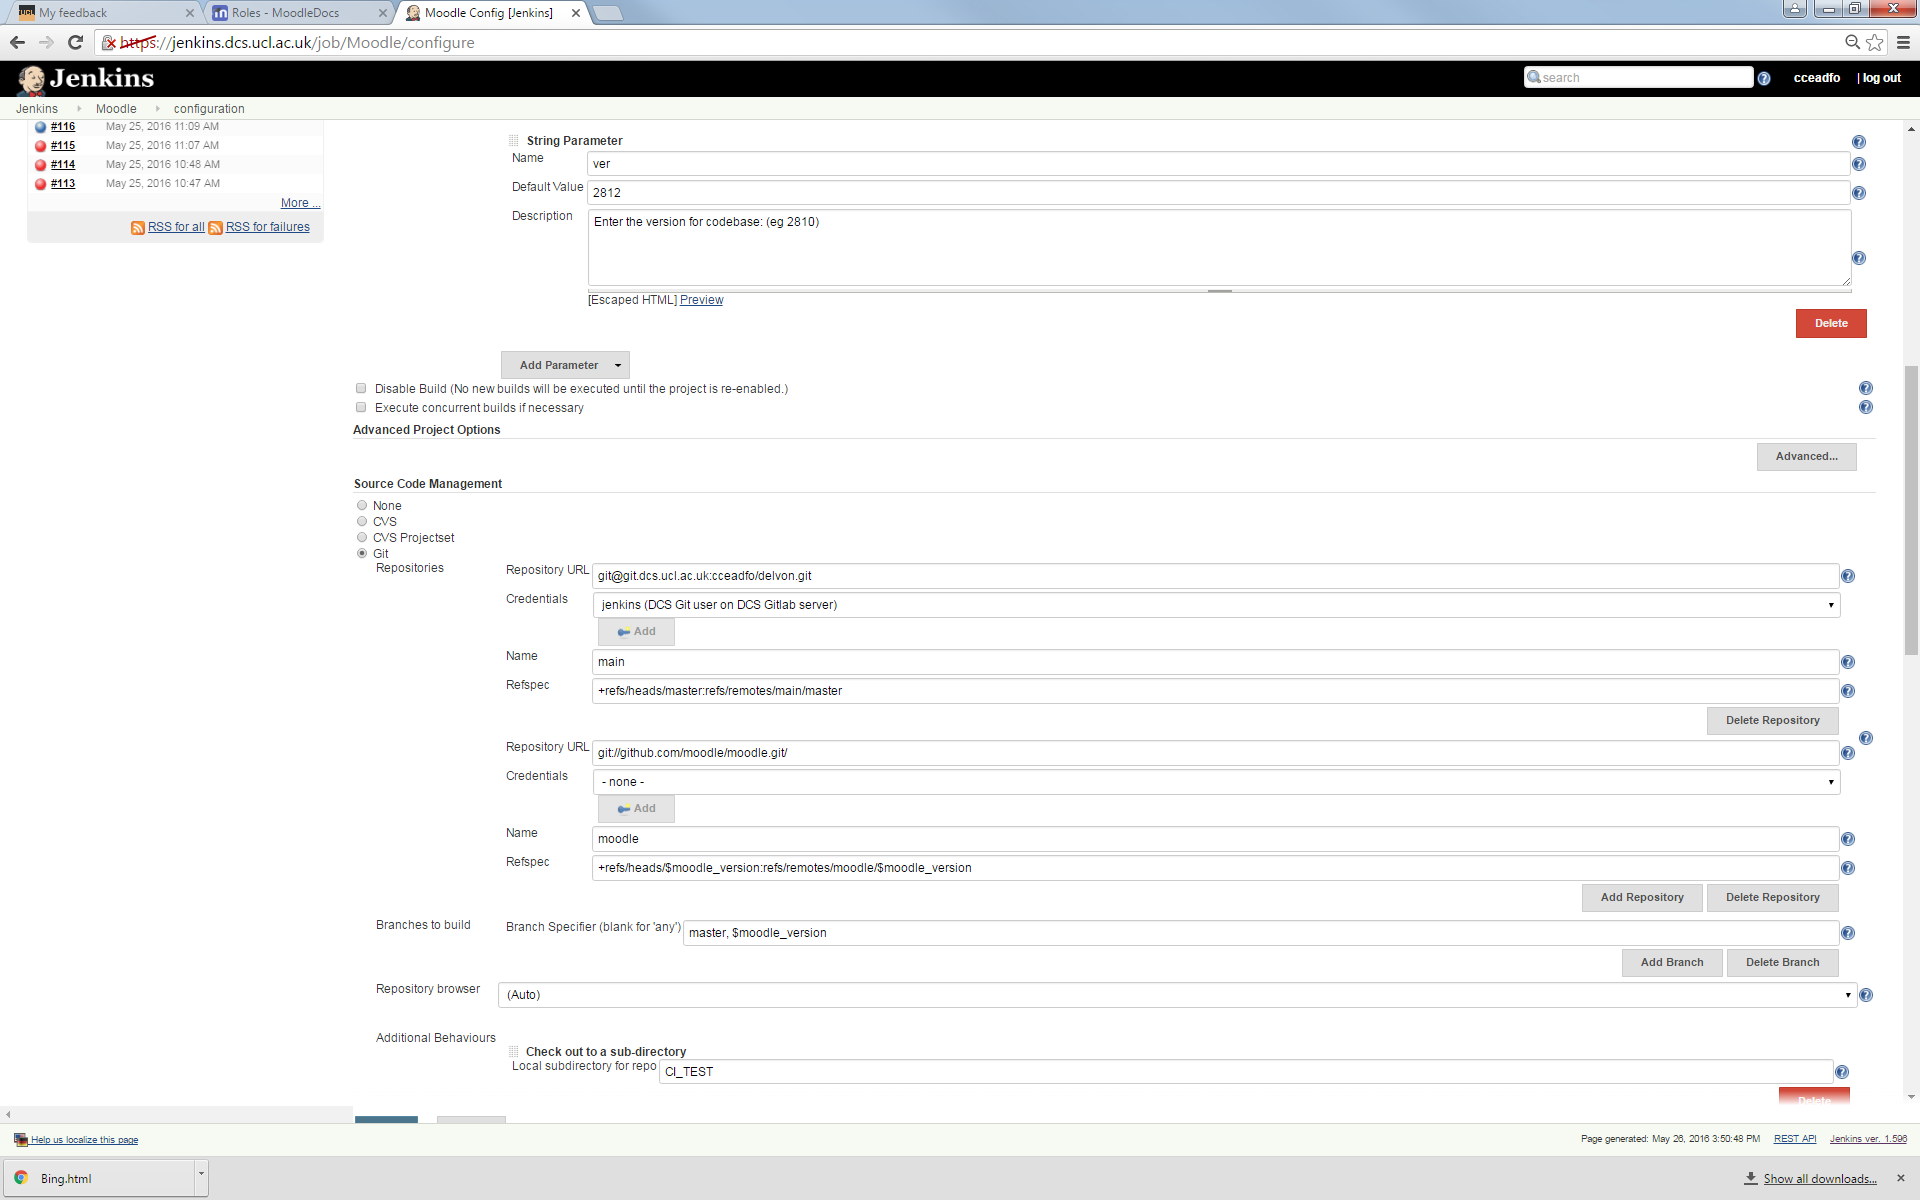 My feedback
Roles - MoodleDocs
Moodle Config [Jenkins]
https://jenkins.dcs.ucl.ac.uk/job/Moodle/configure
Jenkins
search
cceadfo
| log out
Jenkins
Moodle
configuration
#116 May 25, 2016 11:09 AM
#115 May 25, 2016 11:07 AM
#114 May 25, 2016 10:48 AM
#113 May 25, 2016 10:47 AM
More ...
RSS for all RSS for failures
String Parameter
Name ver
Default Value 2812
Description Enter the version for codebase: (eg 2810)
[Escaped HTML] Preview
Delete
Add Parameter
Disable Build (No new builds will be executed until the project is re-enabled.)
Execute concurrent builds if necessary
Advanced Project Options
Advanced...
Source Code Management
None
CVS
CVS Projectset
Git
Repositories
Repository URL git@git.dcs.ucl.ac.uk:cceadfo/delvon.git
Credentials jenkins (DCS Git user on DCS Gitlab server)
Add
Name main
Refspec +refs/heads/master:refs/remotes/main/master
Delete Repository
Repository URL git://github.com/moodle/moodle.git/
Credentials - none -
Add
Name moodle
Refspec +refs/heads/$moodle_version:refs/remotes/moodle/$moodle_version
Add Repository Delete Repository
Branches to build Branch Specifier (blank for 'any') master, $moodle_version
Add Branch Delete Branch
Repository browser (Auto)
Additional Behaviours
Check out to a sub-directory
Local subdirectory for repo CI_TEST
Delete
Help us localize this page
Page generated: May 26, 2016 3:50:48 PM REST API Jenkins ver. 1.596
Bing.html
Show all downloads...